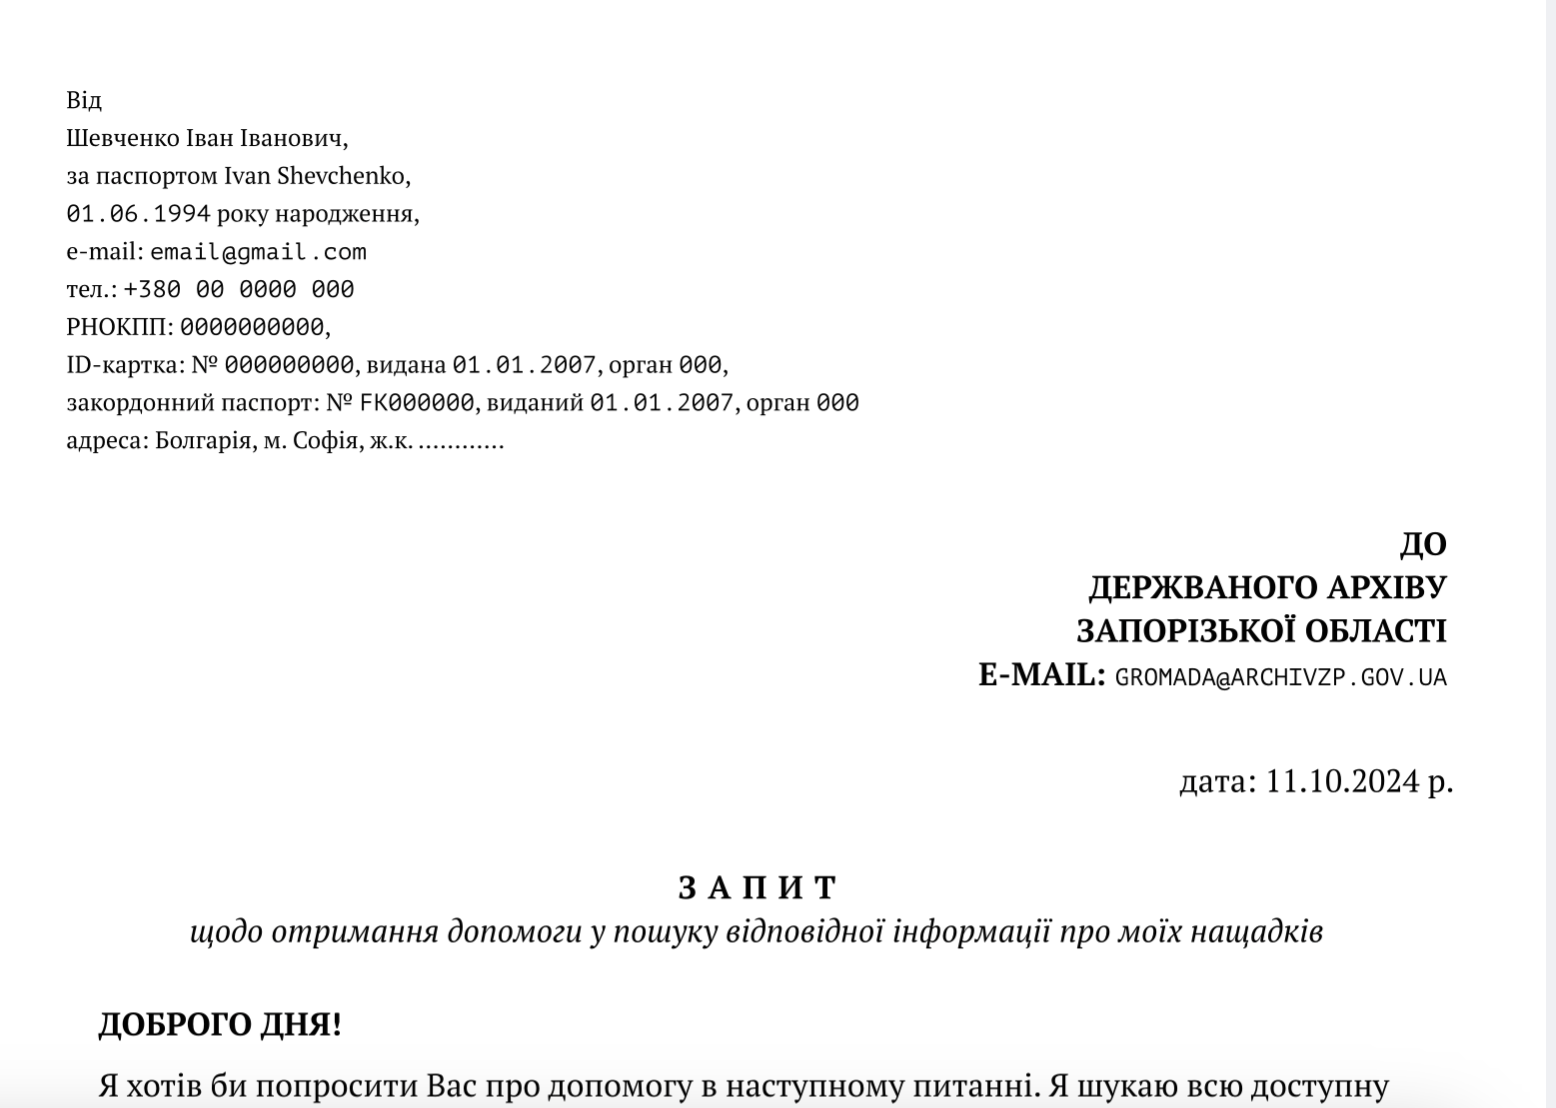 Від
Шевченко Іван Іванович,
за паспортом Ivan Shevchenko,
01.06.1994 року народження,
e-mail: email@gmail.com
тел.: +380 00 0000 000
РНОКПП: 0000000000,
ID-картка: № 000000000, видана 01.01.2007, орган 000,
закордонний паспорт: № FK000000, виданий 01.01.2007, орган 000
адреса: Болгарія, м. Софія, ж.к. ............
ДО
ДЕРЖВАНОГО АРХІВУ
ЗАПОРІЗЬКОЇ ОБЛАСТІ
E-MAIL: GROMADA@ARCHIVZP.GOV.UA
дата: 11.10.2024 р.
З А П И Т
щодо отримання допомоги у пошуку відповідної інформації про моїх нащадків
ДОБРОГО ДНЯ!
Я хотів би попросити Вас про допомогу в наступному питанні. Я шукаю всю доступну